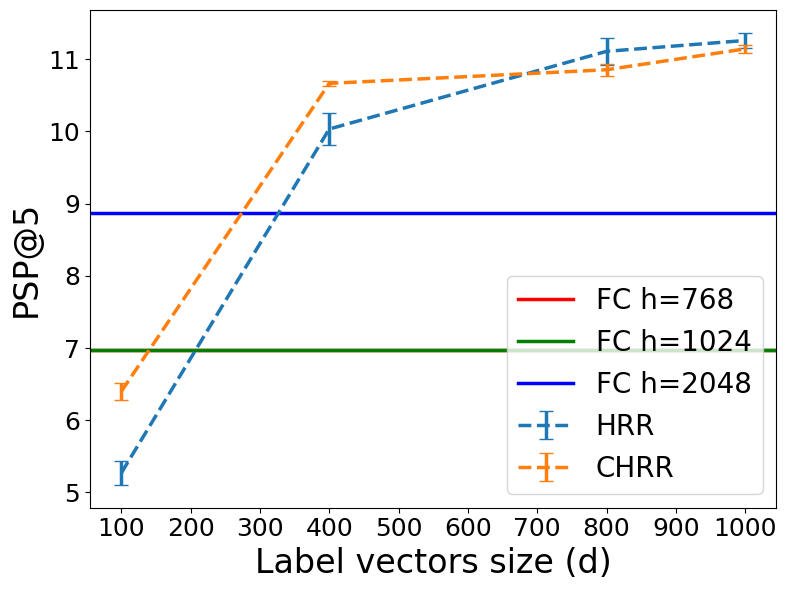 PSP@5
11
10
9
8
7
6
5
FC h=768
FC h=1024
FC h=2048
HRR
CHRR
100 200 300 400 500 600 700 800 900 1000
Label vectors size (d)